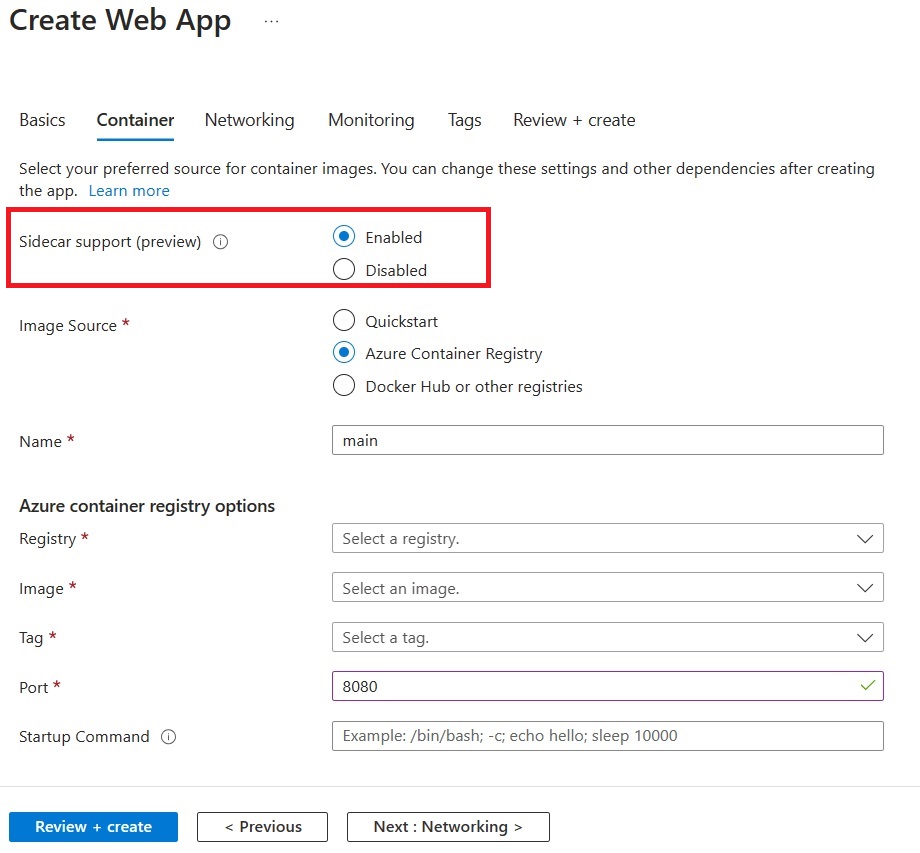 Create Web App ...
Basics Container Networking Monitoring Tags Review + create
Select your preferred source for container images. You can change these settings and other dependencies after creating
the app. Learn more
Sidecar support (preview) Enabled
Disabled
Image Source * Quickstart
Azure Container Registry
Docker Hub or other registries
Name * main
Azure container registry options
Registry * Select a registry.
Image * Select an image.
Tag * Select a tag.
Port * 8080
Startup Command Example: /bin/bash; -c; echo hello; sleep 10000
Review + create < Previous Next : Networking >